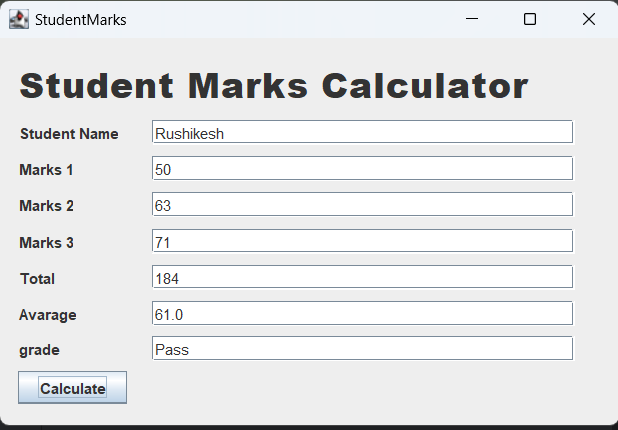 StudentMarks
Student Marks Calculator
Student Name Rushikesh
Marks 1 50
Marks 2 63
Marks 3 71
Total 184
Avarage 61.0
grade Pass
Calculate